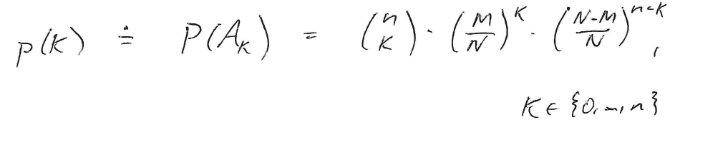 p(k) ≐ P(A_k) = (n k) · (M/N)^k · ((N-M)/N)^{n-k},
k ∈ {0, ..., n}